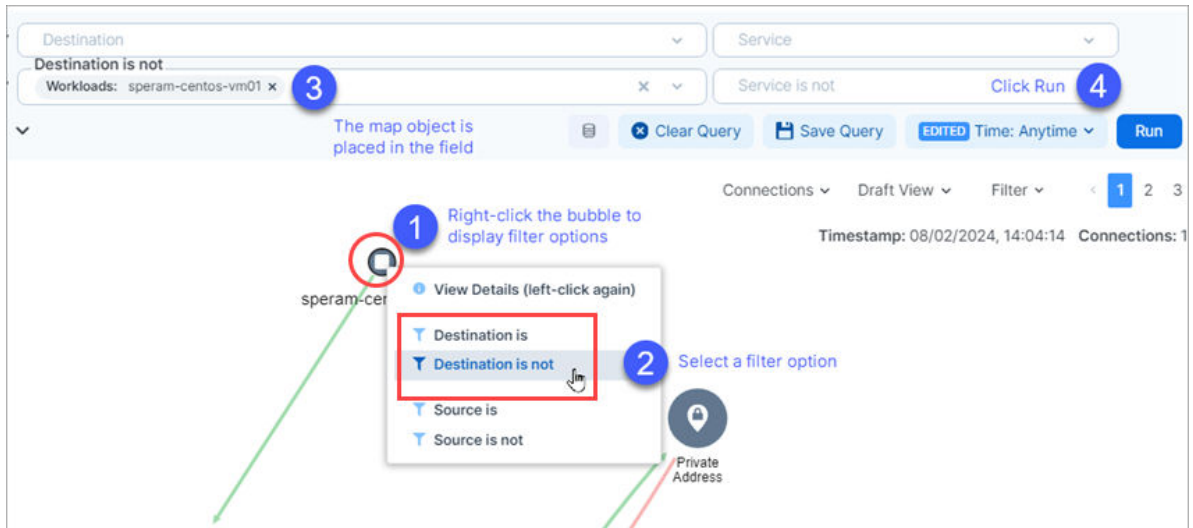 Destination
Service
Destination is not
Workloads: speram-centos-vm01 ×
3
Service is not
Click Run
4
The map object is
placed in the field
Clear Query
Save Query
EDITED Time: Anytime
Run
Connections
Draft View
Filter
< 1 2 3
1
Right-click the bubble to
display filter options
Timestamp: 08/02/2024, 14:04:14 Connections: 1
speram-cen
View Details (left-click again)
Destination is
Destination is not
2
Select a filter option
Source is
Source is not
Private
Address